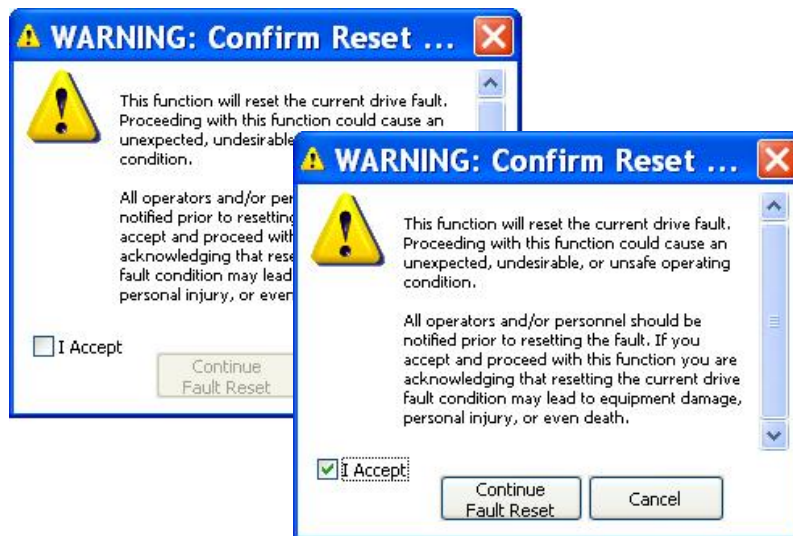 WARNING: Confirm Reset ...
This function will reset the current drive fault.
Proceeding with this function could cause an
unexpected, undesirable
condition.
All operators and/or per
notified prior to resetting
accept and proceed with
acknowledging that rese
fault condition may lead
personal injury, or even
I Accept
Continue
Fault Reset
WARNING: Confirm Reset ...
This function will reset the current drive fault.
Proceeding with this function could cause an
unexpected, undesirable, or unsafe operating
condition.
All operators and/or personnel should be
notified prior to resetting the fault. If you
accept and proceed with this function you are
acknowledging that resetting the current drive
fault condition may lead to equipment damage,
personal injury, or even death.
I Accept
Continue
Fault Reset
Cancel